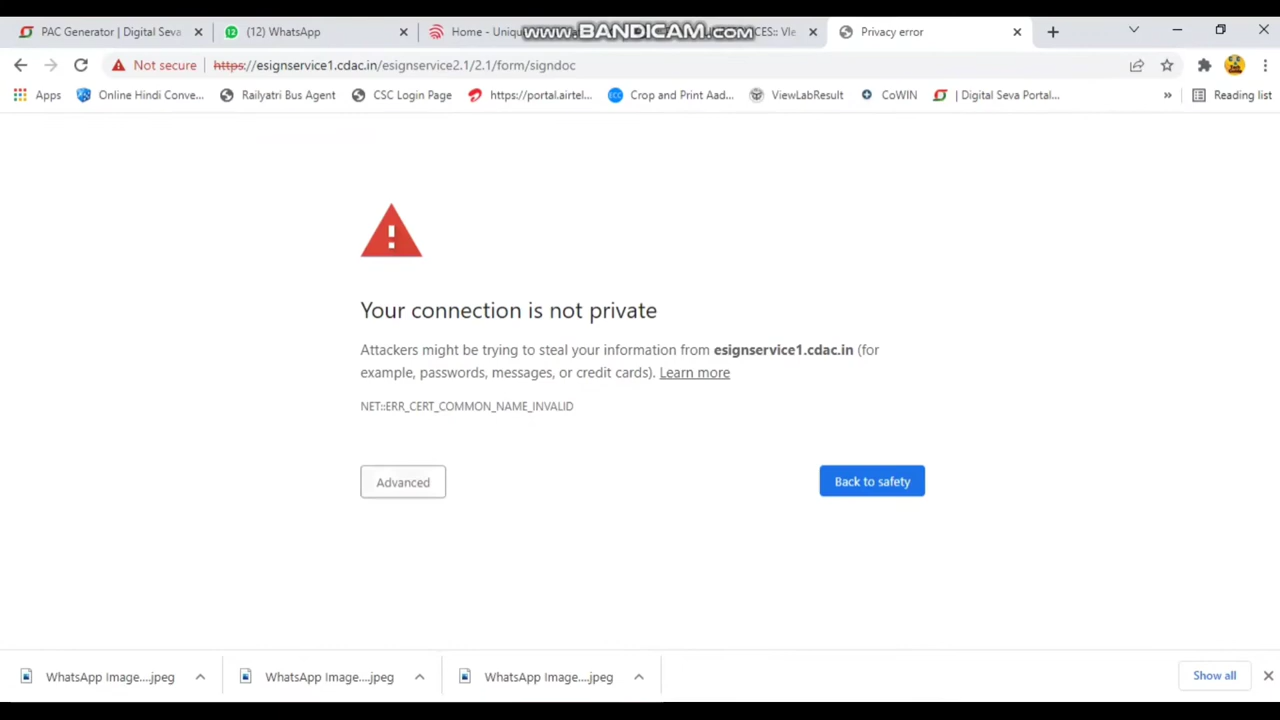 PAC Generator | Digital Seva
(12) WhatsApp
Home - Uniqu
www.BANDICAM.com
CES:: Vle
Privacy error
Not secure | https://esignservice1.cdac.in/esignservice2.1/2.1/form/signdoc
Apps
Online Hindi Conve...
Railyatri Bus Agent
CSC Login Page
https://portal.airtel...
Crop and Print Aad...
ViewLabResult
CoWIN
| Digital Seva Portal...
»
Reading list
Your connection is not private
Attackers might be trying to steal your information from esignservice1.cdac.in (for
example, passwords, messages, or credit cards). Learn more
NET::ERR_CERT_COMMON_NAME_INVALID
Advanced
Back to safety
WhatsApp Image....jpeg
WhatsApp Image....jpeg
WhatsApp Image....jpeg
Show all